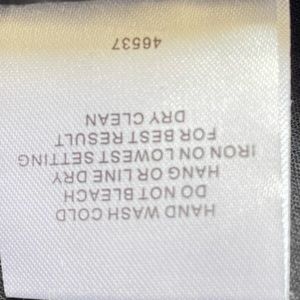 HAND WASH COLD
DO NOT BLEACH
HANG OR LINE DRY
IRON ON LOWEST SETTING
FOR BEST RESULT
DRY CLEAN
46537